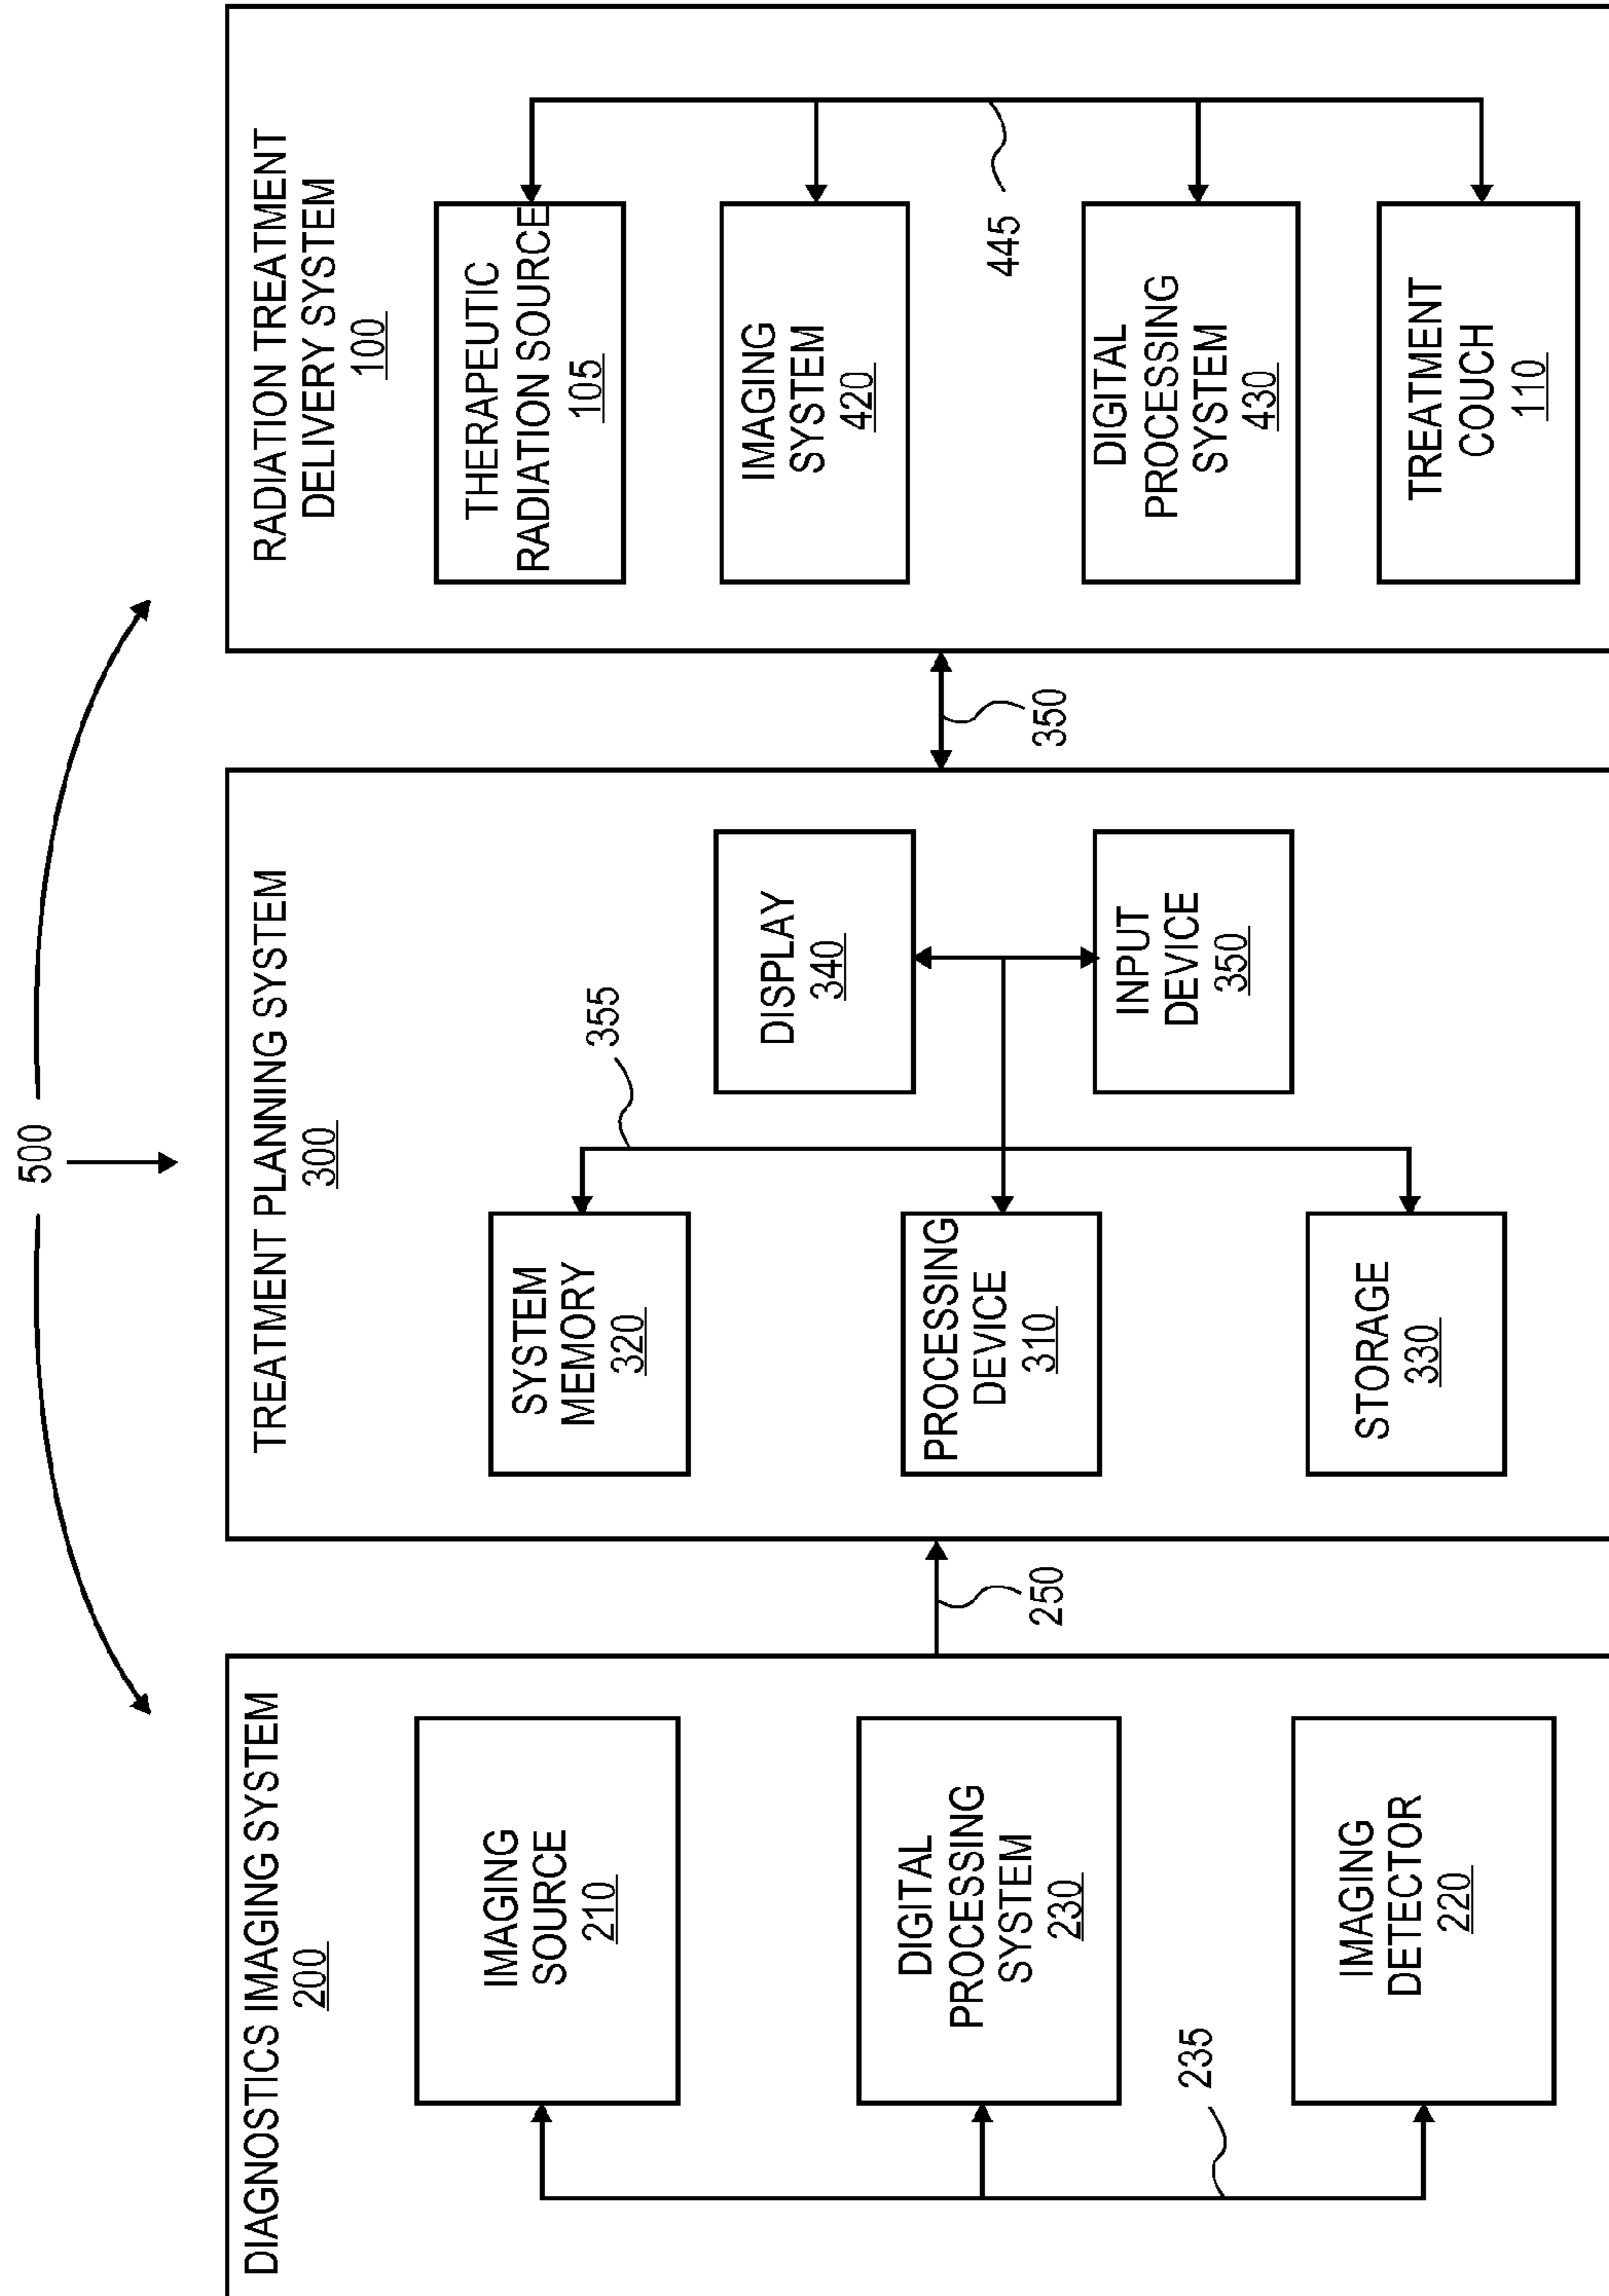 500
DIAGNOSTICS IMAGING SYSTEM
200
IMAGING
SOURCE
210
DIGITAL
PROCESSING
SYSTEM
230
235
IMAGING
DETECTOR
220
250
TREATMENT PLANNING SYSTEM
300
355
SYSTEM
MEMORY
320
PROCESSING
DEVICE
310
STORAGE
330
DISPLAY
340
INPUT
DEVICE
350
350
RADIATION TREATMENT
DELIVERY SYSTEM
100
THERAPEUTIC
RADIATION SOURCE
105
IMAGING
SYSTEM
420
445
DIGITAL
PROCESSING
SYSTEM
430
TREATMENT
COUCH
110